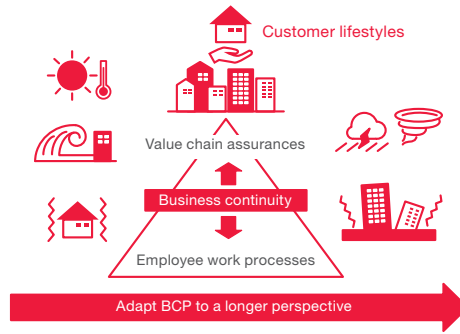 Customer lifestyles
Value chain assurances
Business continuity
Employee work processes
Adapt BCP to a longer perspective